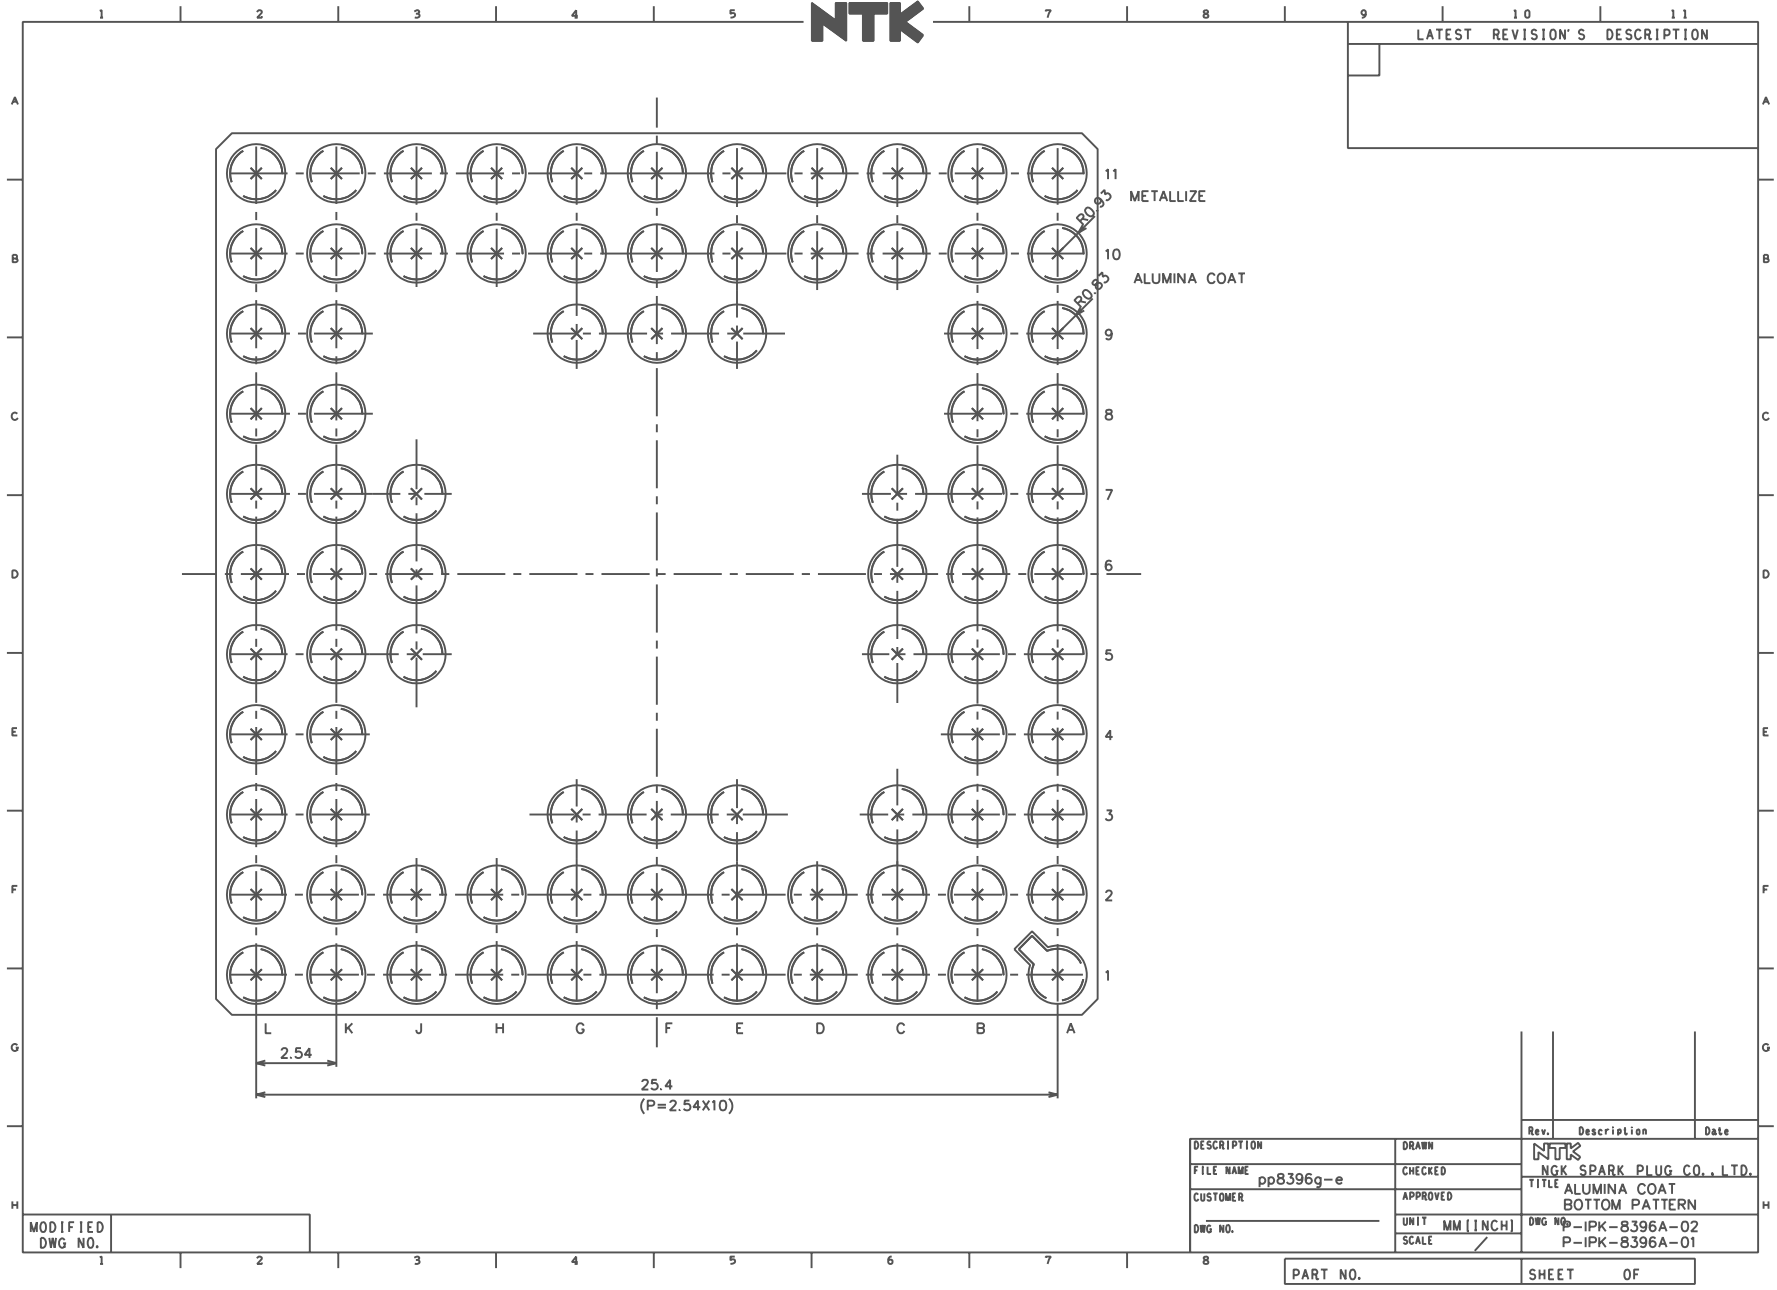 1 2 3 4 5 NTK 7 8 9 10 11
LATEST REVISION'S DESCRIPTION
A A
11
METALLIZE
R0.93
B 10 B
ALUMINA COAT
R0.83
9
C 8 C
7
6
D D
5
E 4 E
3
F 2 F
1
L K J H G F E D C B A
G G
2.54
25.4
(P=2.54X10)
Rev. Description Date
DESCRIPTION DRAWN NTK
FILE NAME pp8396g-e CHECKED NGK SPARK PLUG CO.,LTD.
CUSTOMER APPROVED TITLE ALUMINA COAT
H BOTTOM PATTERN H
DWG NO. UNIT MM[INCH] DWG NO. P-IPK-8396A-02
SCALE / P-IPK-8396A-01
MODIFIED
DWG NO.
1 2 3 4 5 6 7 8
PART NO. SHEET OF